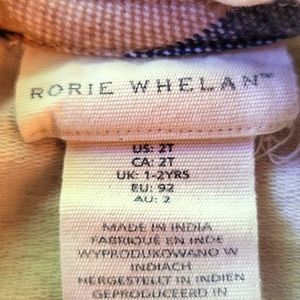 RORIE WHELAN™
US: 2T
CA: 2T
UK: 1-2YRS
EU: 92
AU: 2
MADE IN INDIA
FABRIQUÉ EN INDE
WYPRODUKOWANO W
INDIACH
HERGESTELLT IN INDIEN
GEPRODUCEERD IN